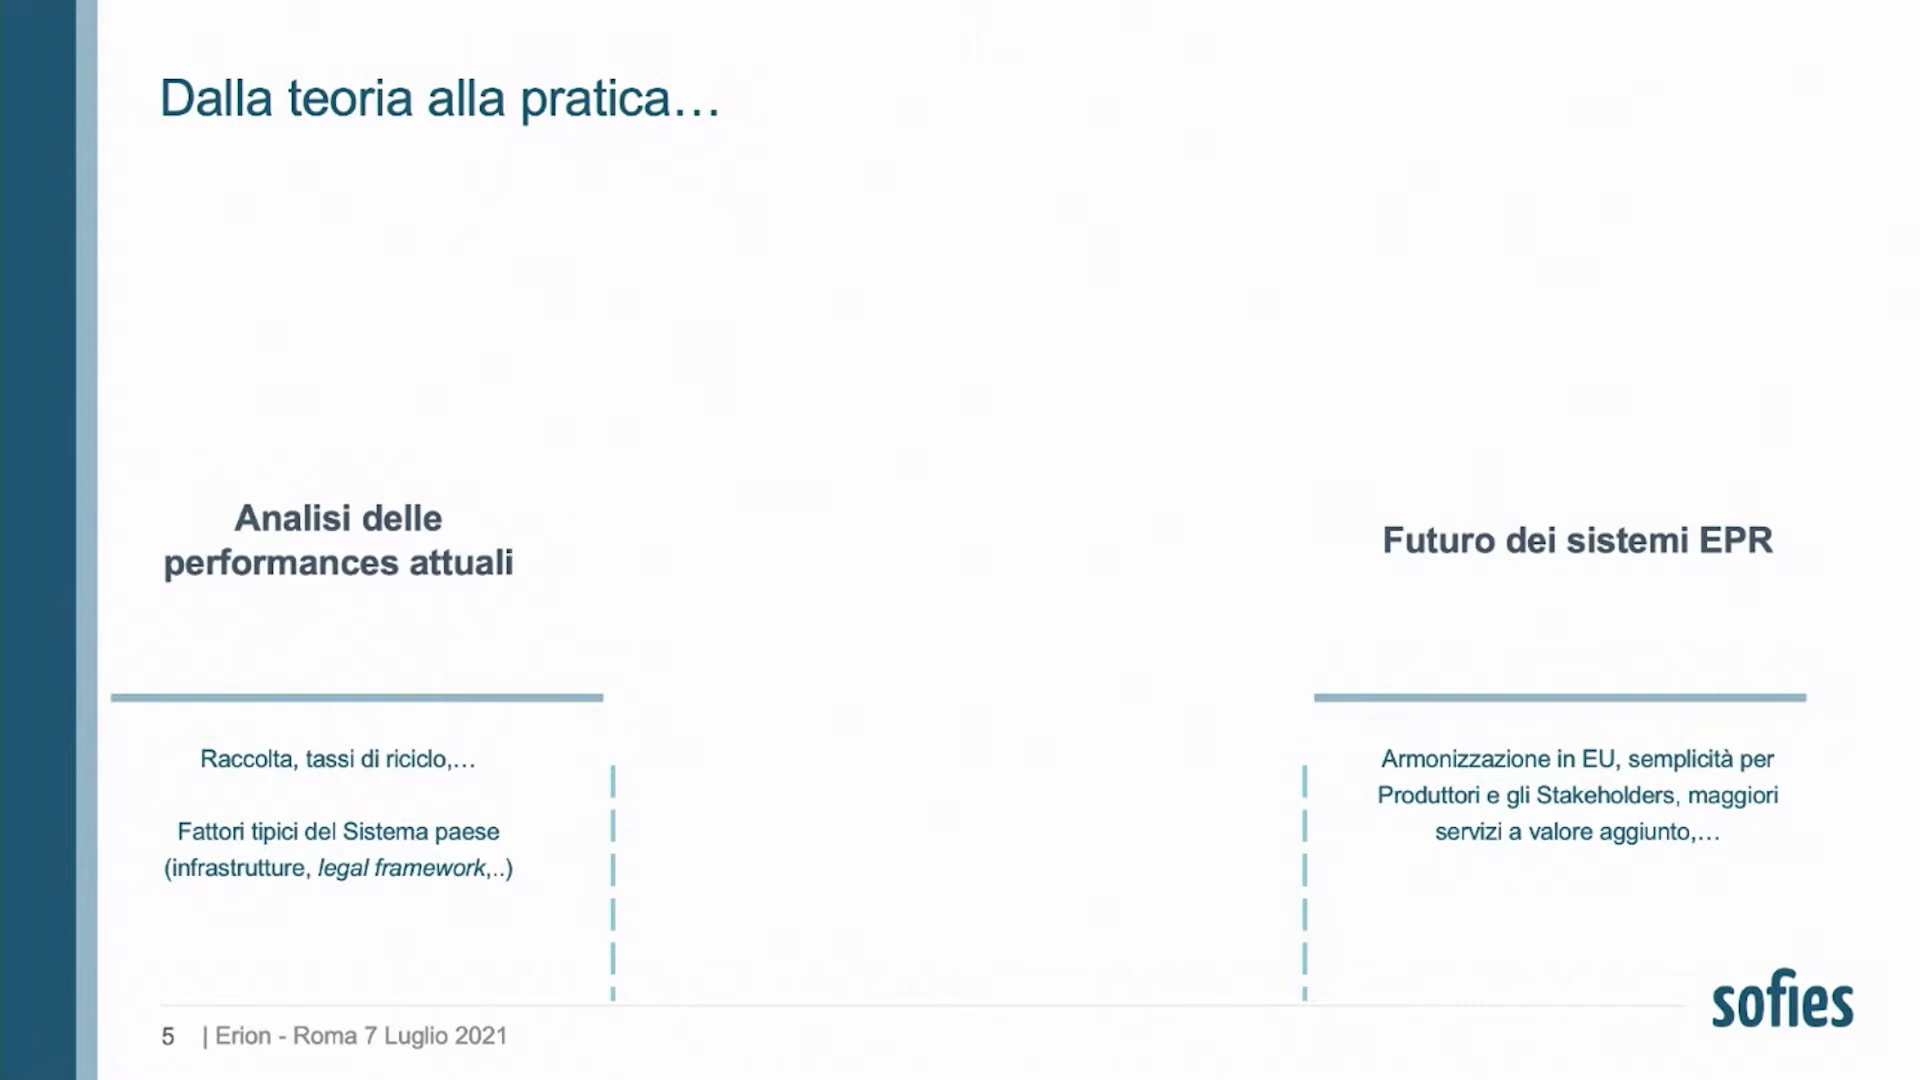 Dalla teoria alla pratica…
Analisi delle
performances attuali
Raccolta, tassi di riciclo,…
Fattori tipici del Sistema paese
(infrastrutture, legal framework,..)
Futuro dei sistemi EPR
Armonizzazione in EU, semplicità per
Produttori e gli Stakeholders, maggiori
servizi a valore aggiunto,…
5 | Erion - Roma 7 Luglio 2021
sofies